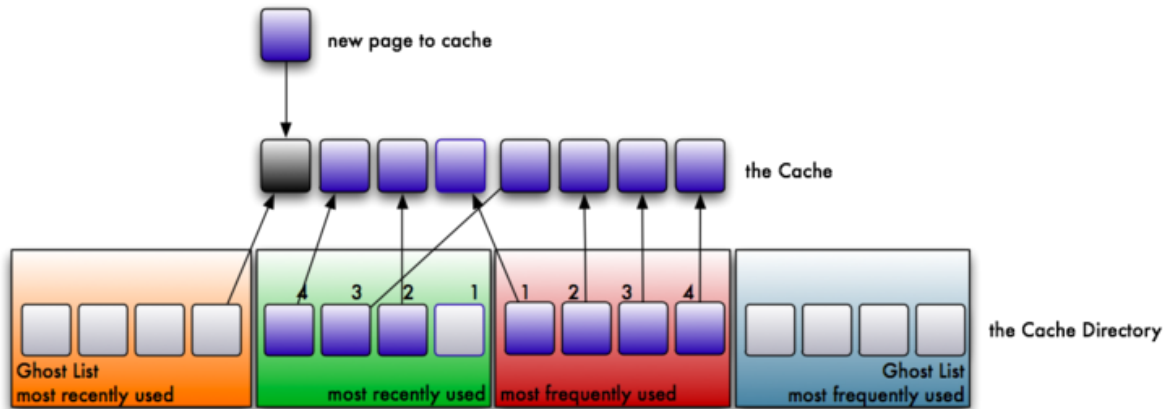 new page to cache
the Cache
4 3 2 1 1 2 3 4
the Cache Directory
Ghost List
most recently used
most recently used
most frequently used
Ghost List
most frequently used